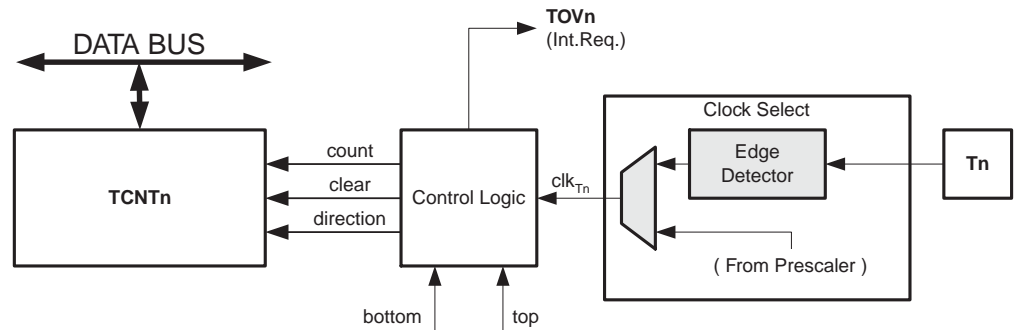 TOVn
(Int.Req.)
DATA BUS
Clock Select
count
Edge
Detector
Tn
TCNTn
clear
Control Logic
clkTn
direction
( From Prescaler )
bottom
top